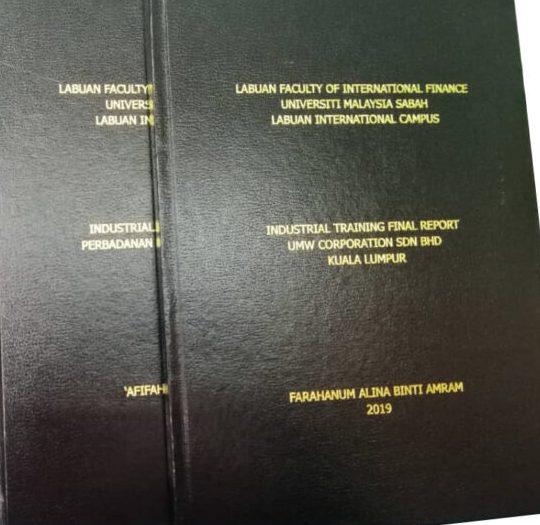 LABUAN FACULTY
UNIVERS
LABUAN IN
INDUSTRIAL
PERBADANAN
'AFIFAH
LABUAN FACULTY OF INTERNATIONAL FINANCE
UNIVERSITI MALAYSIA SABAH
LABUAN INTERNATIONAL CAMPUS
INDUSTRIAL TRAINING FINAL REPORT
UMW CORPORATION SDN BHD
KUALA LUMPUR
FARAHANUM ALINA BINTI AMRAM
2019